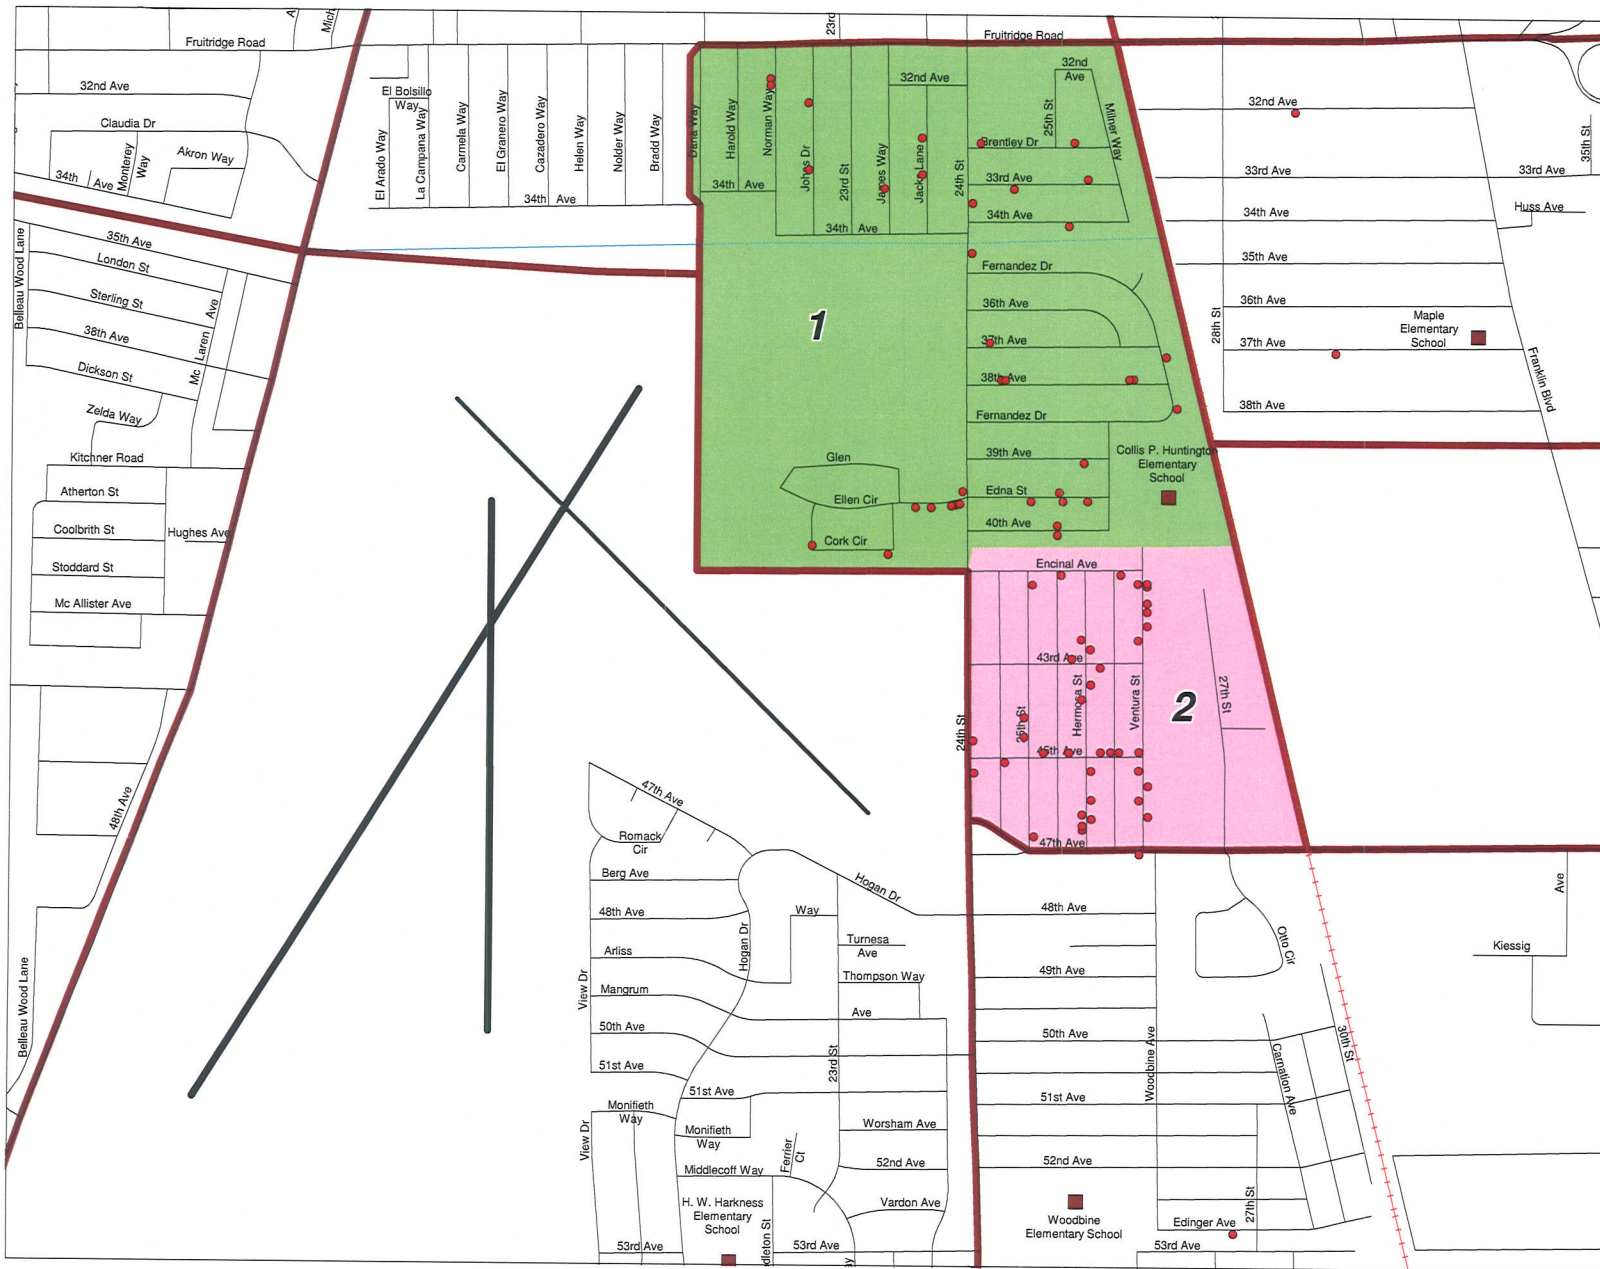 Mich
23rd
Fruitridge Road
Fruitridge Road
32nd Ave
Claudia Dr
Monterey
Way
Akron Way
34th
Ave
El Bolsillo
Way
El Arado Way
La Campana Way
Carmela Way
El Granero Way
Cazadero Way
Helen Way
Nolder Way
Bradd Way
34th Ave
Dana Way
Harold Way
Norman Way
Johns Dr
23rd St
James Way
Jacks Lane
24th St
32nd Ave
34th Ave
34th Ave
32nd
Ave
25th St
Milner Way
Brentley Dr
33rd Ave
34th Ave
32nd Ave
33rd Ave
33rd Ave
35th St
34th Ave
Huss Ave
35th Ave
36th Ave
37th Ave
38th Ave
28th St
Maple
Elementary
School
Franklin Blvd
Belleau Wood Lane
35th Ave
London St
Sterling St
38th Ave
Dickson St
Mc Laren Ave
Zelda Way
Kitchner Road
Atherton St
Coolbrith St
Hughes Ave
Stoddard St
Mc Allister Ave
1
Fernandez Dr
36th Ave
37th Ave
38th Ave
Fernandez Dr
39th Ave
Edna St
40th Ave
Collis P. Huntington
Elementary
School
Glen
Ellen Cir
Cork Cir
Encinal Ave
43rd Ave
24th St
25th St
Hermosa St
Ventura St
27th St
2
45th Ave
47th Ave
48th Ave
Belleau Wood Lane
47th Ave
Romack
Cir
Berg Ave
48th Ave
Arliss
View Dr
Mangrum
50th Ave
51st Ave
Hogan Dr
Hogan Dr
Way
Turnesa
Ave
Thompson Way
Ave
23rd St
51st Ave
Monifieth
Way
View Dr
Monifieth
Way
Ferrier
Ct
Middlecoff Way
Worsham Ave
52nd Ave
Vardon Ave
H. W. Harkness
Elementary
School
53rd Ave
53rd Ave
48th Ave
49th Ave
50th Ave
51st Ave
52nd Ave
Woodbine Ave
Otto Cir
Carnation Ave
30th St
Ave
Kiessig
Woodbine
Elementary School
27th St
Edinger Ave
53rd Ave